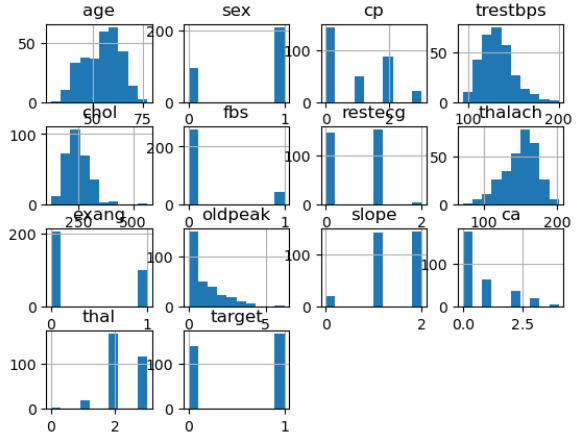 age sex cp trestbps
50 200 100 50
0 0 0 0
50 75 0 1 0 2 100 200
chol fbs restecg thalach
100 200 100 50
0 0 0 0
250 500 0 1 0 1 2 100 200
exang oldpeak slope ca
200 100 100 100
0 0 0 0
0 1 0 5 0 1 2 0.0 2.5
thal target
100 100
0 0
0 2 0 1